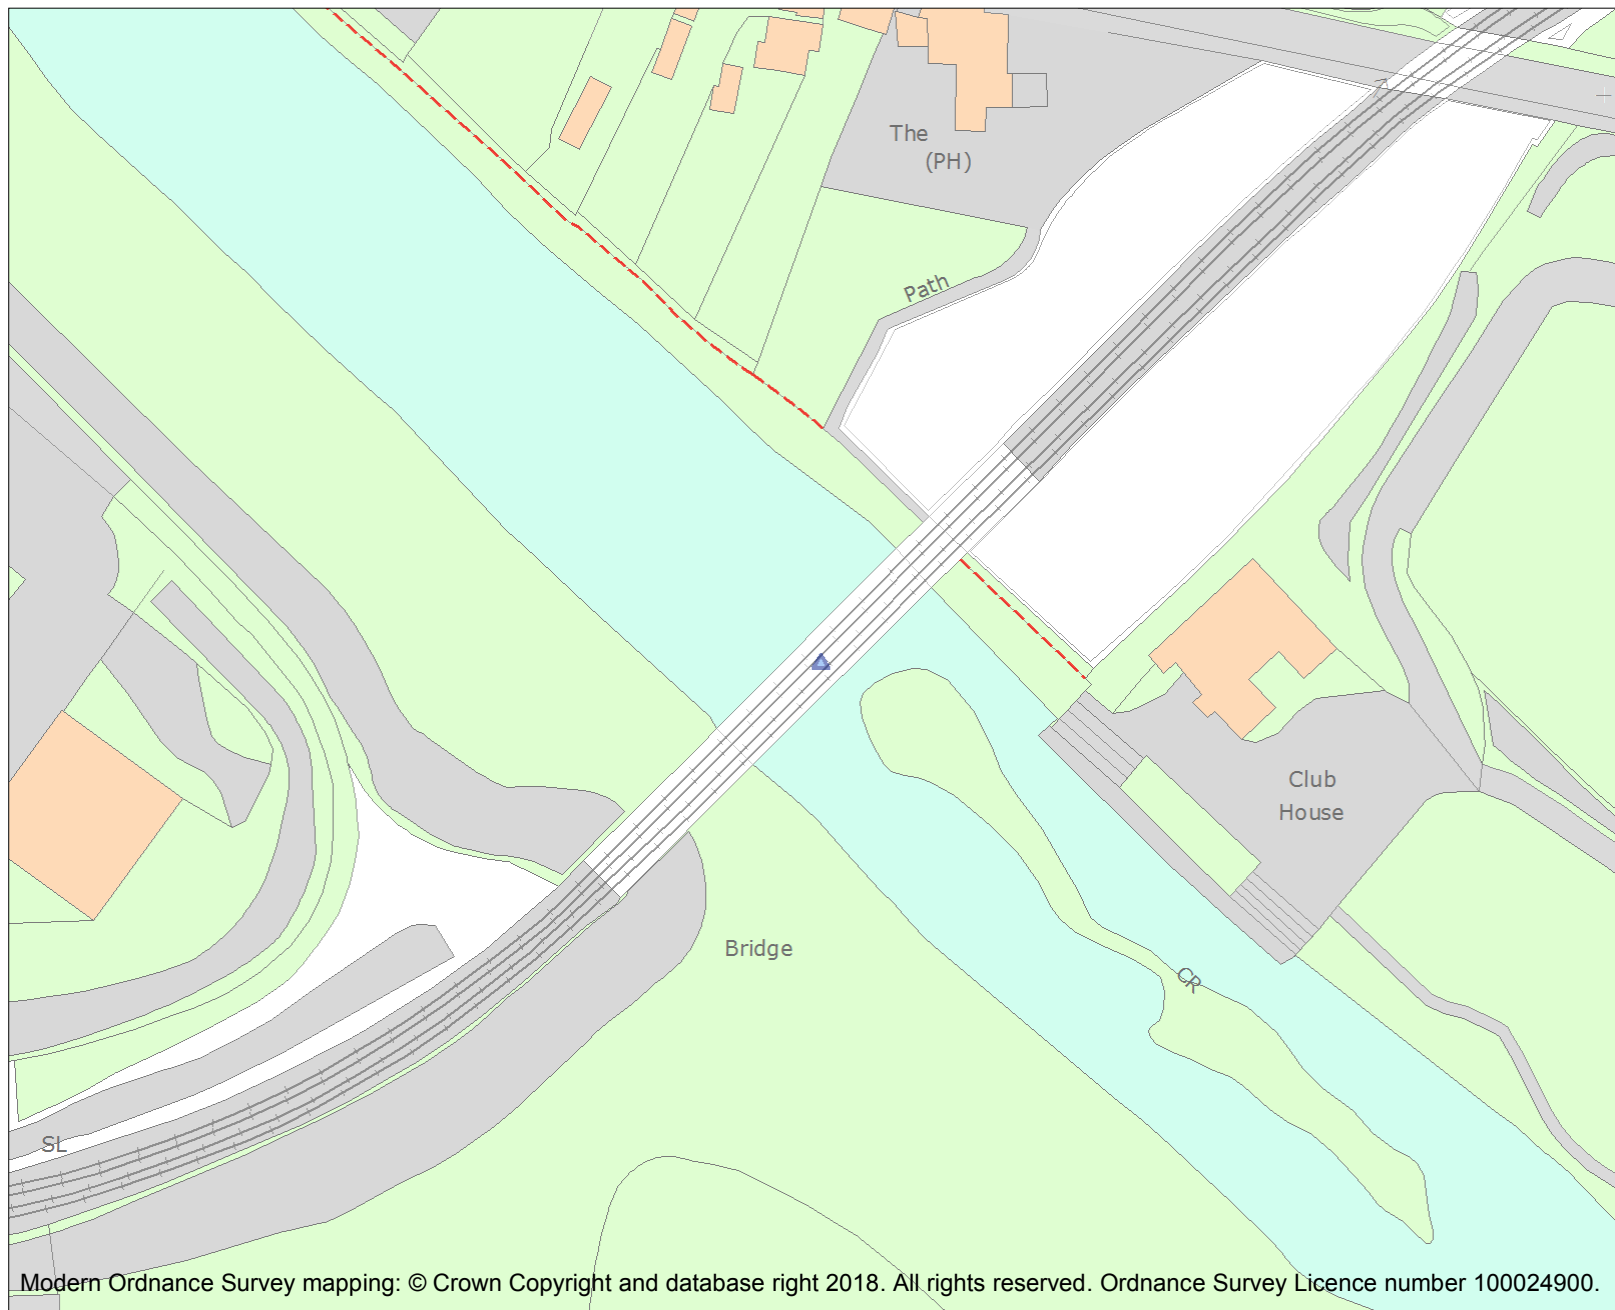 The
(PH)
Path
Club
House
Bridge
CR
SL
Modern Ordnance Survey mapping: © Crown Copyright and database right 2018. All rights reserved. Ordnance Survey Licence number 100024900.